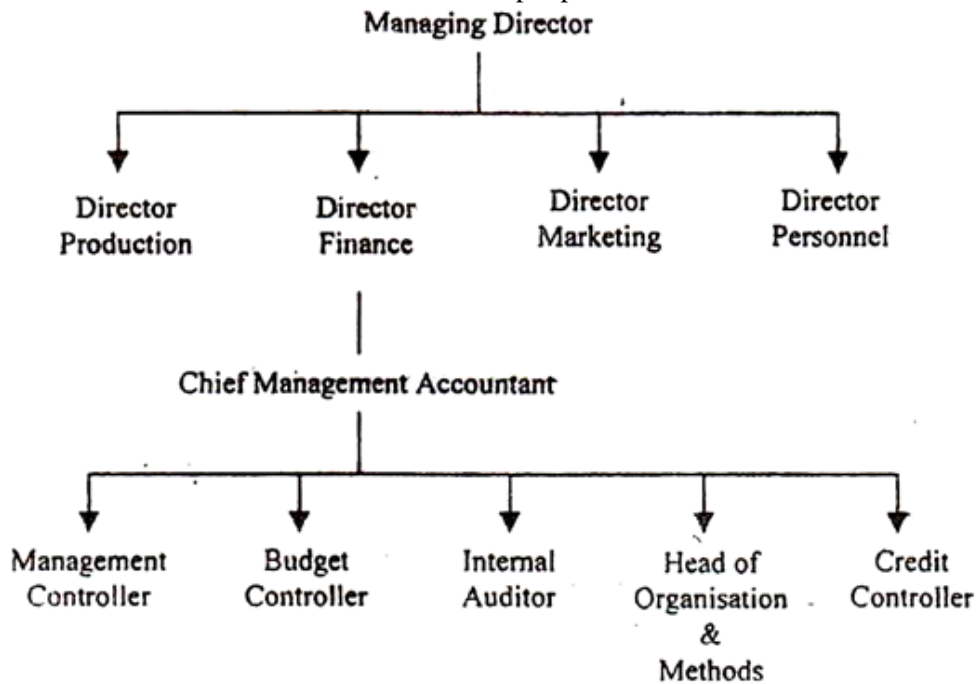 Managing Director
Director
Production
Director
Finance
Director
Marketing
Director
Personnel
Chief Management Accountant
Management
Controller
Budget
Controller
Internal
Auditor
Head of
Organisation
&
Methods
Credit
Controller